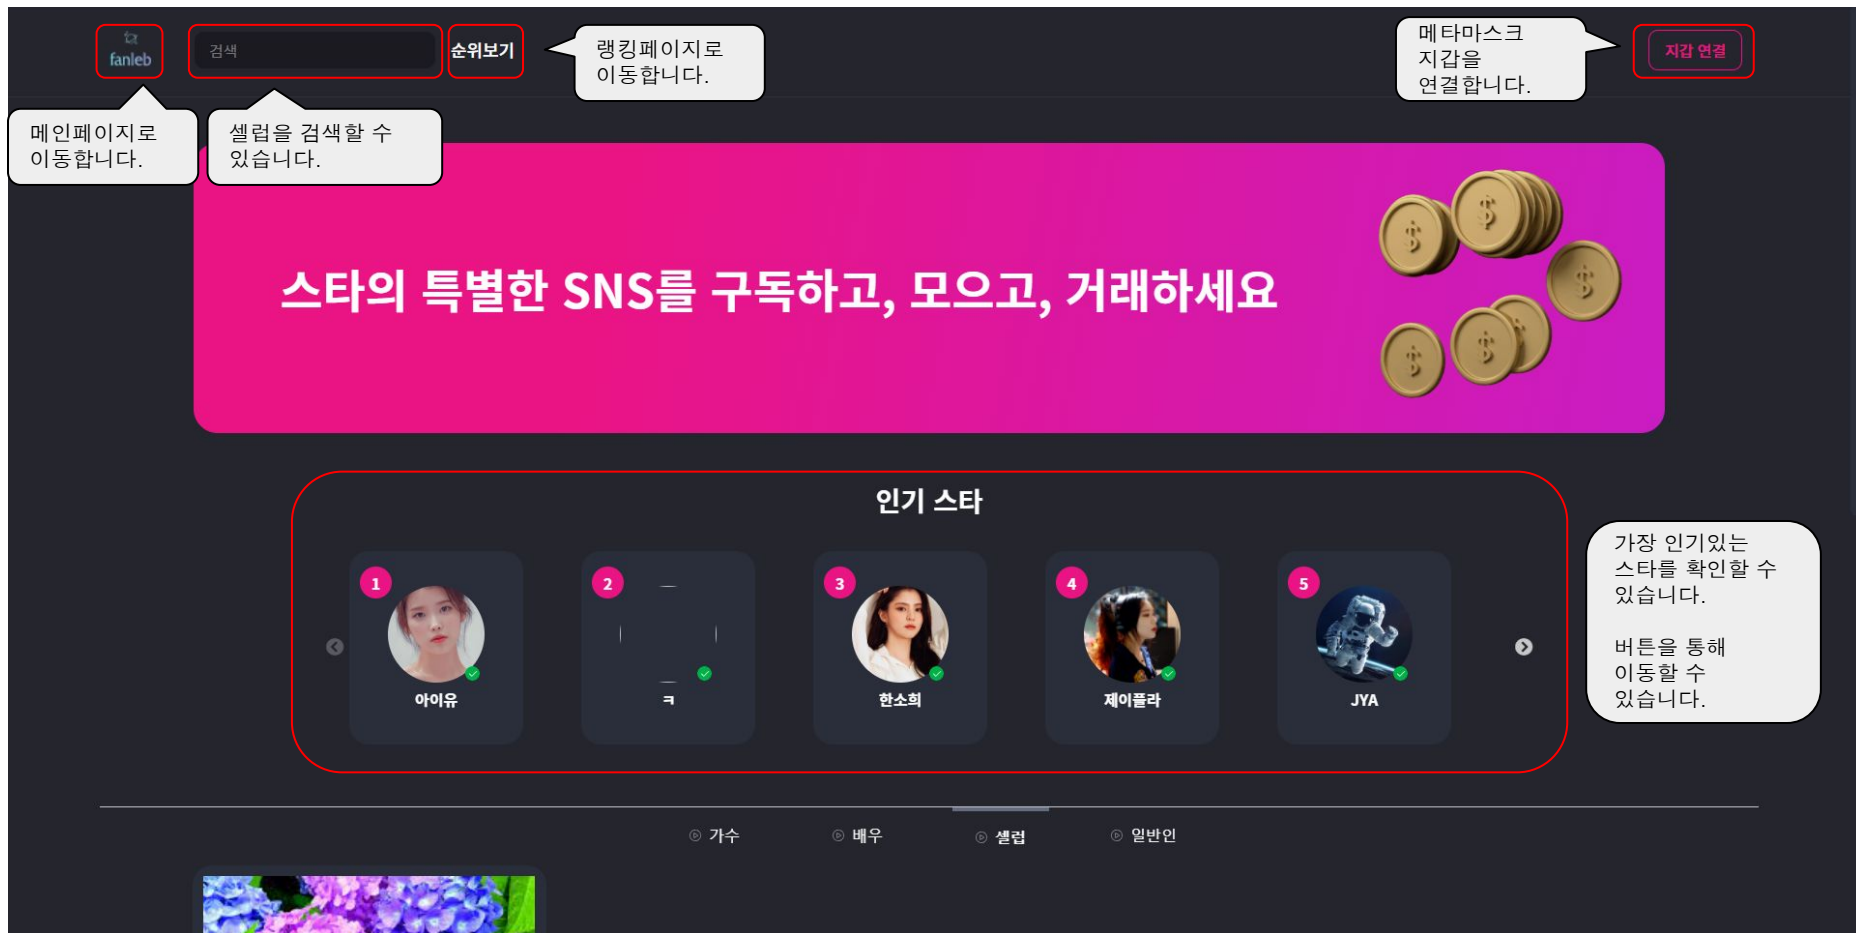 fanleb
검색
순위보기
랭킹페이지로
이동합니다.
메타마스크
지갑을
연결합니다.
지갑 연결
메인페이지로
이동합니다.
셀럽을 검색할 수
있습니다.
스타의 특별한 SNS를 구독하고, 모으고, 거래하세요
인기 스타
1
아이유
2
ㅋ
3
한소희
4
제이플라
5
JYA
가장 인기있는
스타를 확인할 수
있습니다.
버튼을 통해
이동할 수
있습니다.
가수
배우
셀럽
일반인